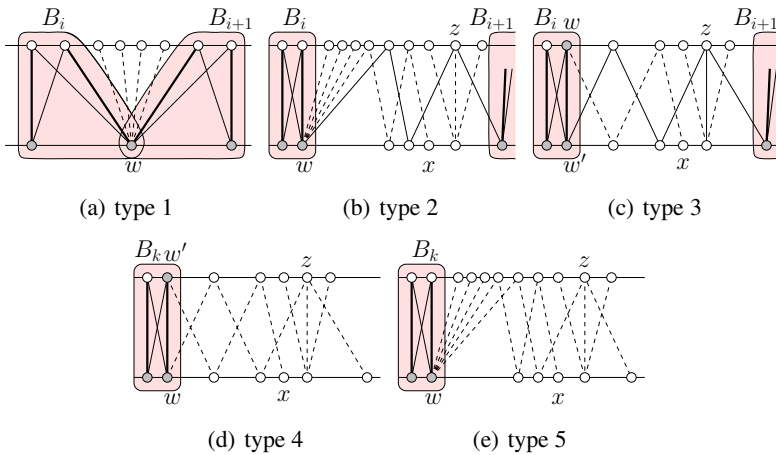 B_i B_{i+1} B_i z B_{i+1} B_i w z B_{i+1}
w w x w' x
(a) type 1 (b) type 2 (c) type 3
B_k w' z B_k z
w x w x
(d) type 4 (e) type 5